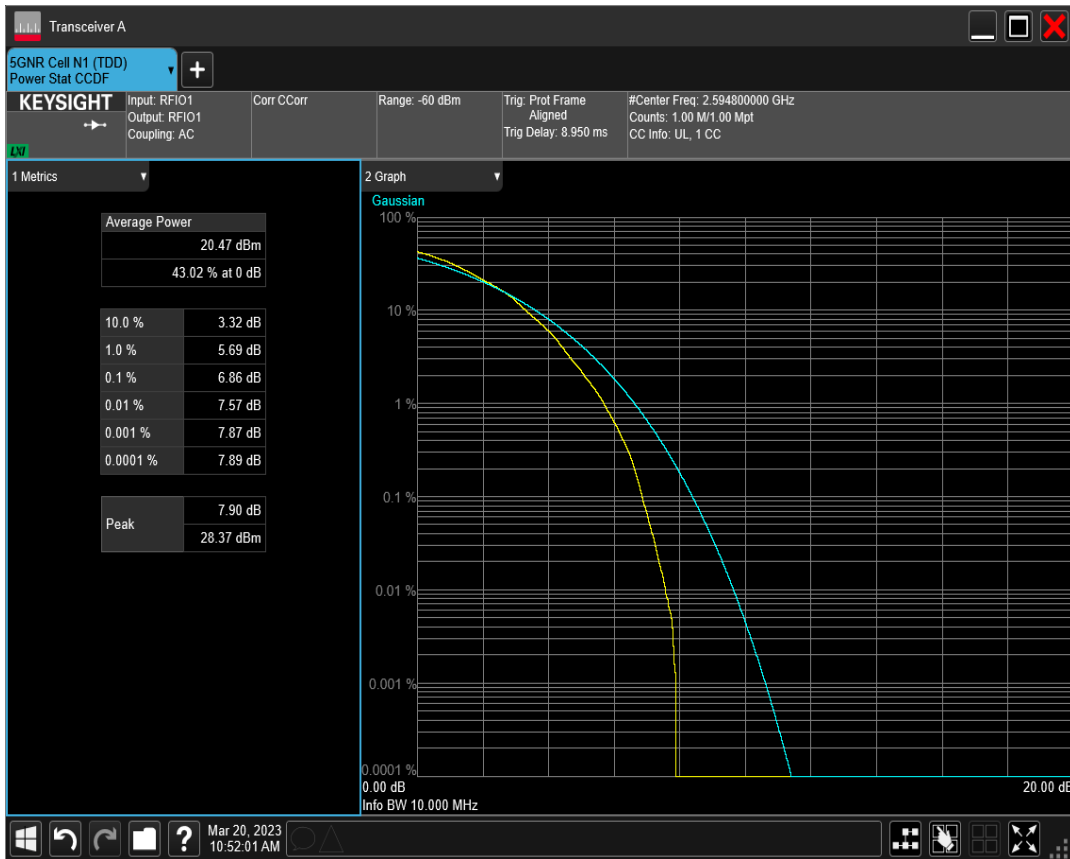 Transceiver A
5GNR Cell N1 (TDD)
Power Stat CCDF
KEYSIGHT
LXI
Input: RFIO1
Output: RFIO1
Coupling: AC
Corr CCorr
Range: -60 dBm
Trig: Prot Frame
Aligned
Trig Delay: 8.950 ms
#Center Freq: 2.594800000 GHz
Counts: 1.00 M/1.00 Mpt
CC Info: UL, 1 CC
1 Metrics
Average Power
20.47 dBm
43.02 % at 0 dB
10.0 % 3.32 dB
1.0 % 5.69 dB
0.1 % 6.86 dB
0.01 % 7.57 dB
0.001 % 7.87 dB
0.0001 % 7.89 dB
Peak
7.90 dB
28.37 dBm
2 Graph
Gaussian
100 %
10 %
1 %
0.1 %
0.01 %
0.001 %
0.0001 %
0.00 dB 20.00 dB
Info BW 10.000 MHz
Mar 20, 2023
10:52:01 AM